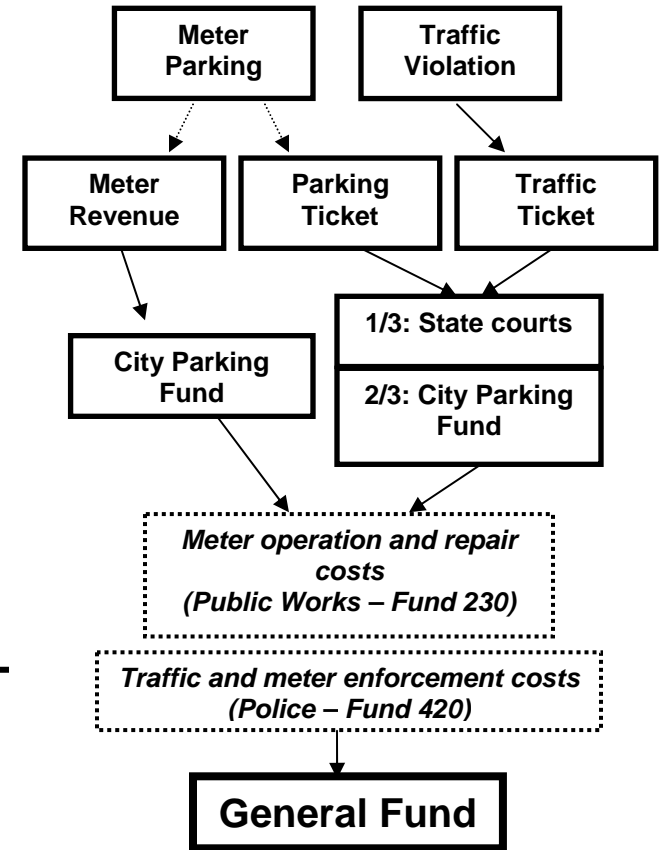 Meter
Parking
Traffic
Violation
Meter
Revenue
Parking
Ticket
Traffic
Ticket
1/3: State courts
City Parking
Fund
2/3: City Parking
Fund
Meter operation and repair
costs
(Public Works – Fund 230)
Traffic and meter enforcement costs
(Police – Fund 420)
General Fund